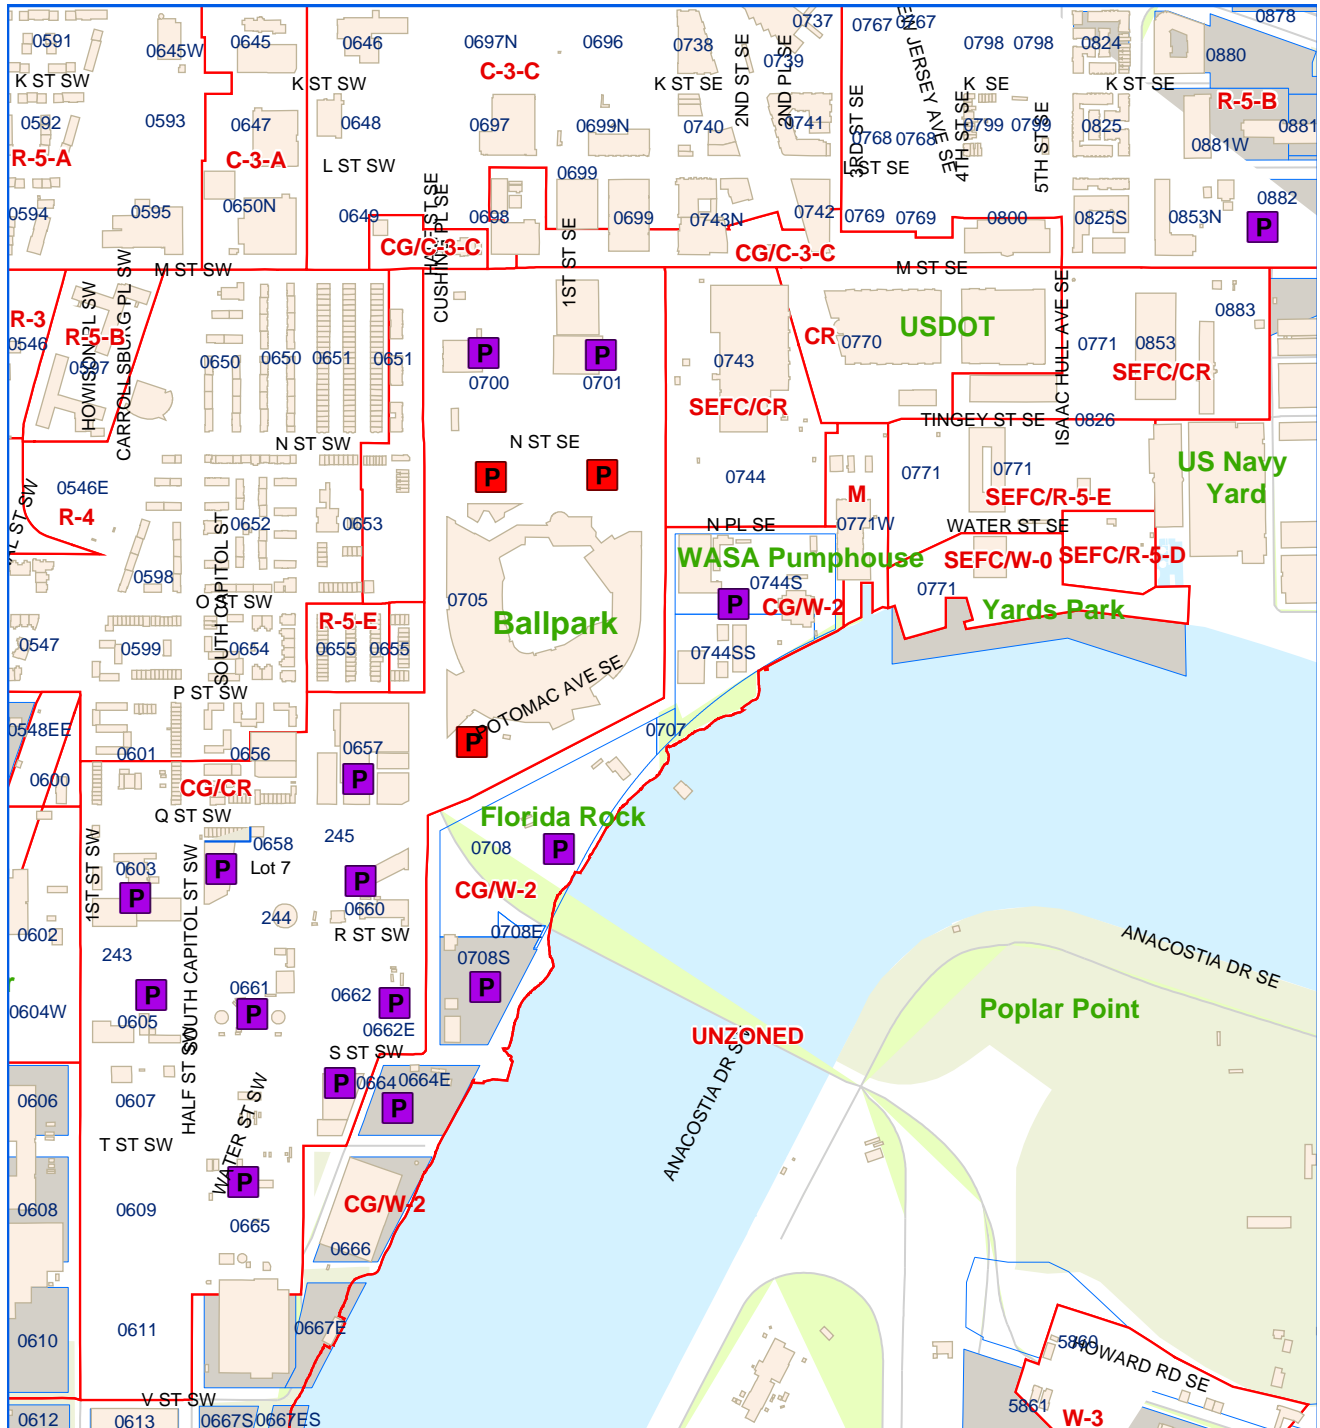 0591
0645W
0645
0646
0697N
0696
0738
0737
0739
0767
0767
0798
0798
0824
0878
0880
C-3-C
K ST SW
K ST SW
K ST SE
K SE
K ST SE
2ND ST SE
2ND PL SE
3RD ST SE
JERSEY AVE SE
4TH ST SE
5TH ST SE
R-5-B
0592
0593
0647
0648
0697
0699N
0740
0741
0768
0768
0799
0799
0825
0881W
0881
R-5-A
C-3-A
L ST SW
0699
L ST SE
0594
0595
0650N
0649
0698
0699
0743N
0742
0769
0769
0800
0825S
0853N
0882
P
CG/C-3-C
CG/C-3-C
M ST SW
M ST SE
CUSHING PL SE
1ST ST SE
HOWISON PL SW
CARROLLSBURG PL SW
ISAAC HULL AVE SE
R-3
0546
R-5-B
0597
0650
0650
0651
0651
P
0700
P
0701
0743
CR
0770
USDOT
0771
0853
0883
SEFC/CR
SEFC/CR
TINGEY ST SE
0826
N ST SW
N ST SE
P
P
0744
0771
0771
US Navy
Yard
0546E
R-4
M
SEFC/R-5-E
0652
0653
SOUTH CAPITOL ST
N PL SE
0771W
WATER ST SE
WASA Pumphouse
SEFC/W-0
SEFC/R-5-D
0598
0744S
0771
O ST SW
0705
P
CG/W-2
Yards Park
R-5-E
Ballpark
0547
0599
0654
0655
0655
0744SS
P ST SW
POTOMAC AVE SE
0548EE
0601
0656
0657
P
0707
0600
P
CG/CR
Q ST SW
Florida Rock
245
0658
0708
P
1ST ST SW
0603
P
Lot 7
P
P
CG/W-2
0660
244
0602
R ST SW
0708E
ANACOSTIA DR SE
243
0708S
P
SOUTH CAPITOL ST SW
P
0661
0662
P
0604W
0605
P
0662E
Poplar Point
UNZONED
S ST SW
HALF ST SW
P
0664
0664E
0606
0607
P
ANACOSTIA DR S
T ST SW
WATER ST SW
P
CG/W-2
0608
0609
0665
0666
0610
0611
0667E
5860
HOWARD RD SE
V ST SW
5861
W-3
0612
0613
0667S
0667ES